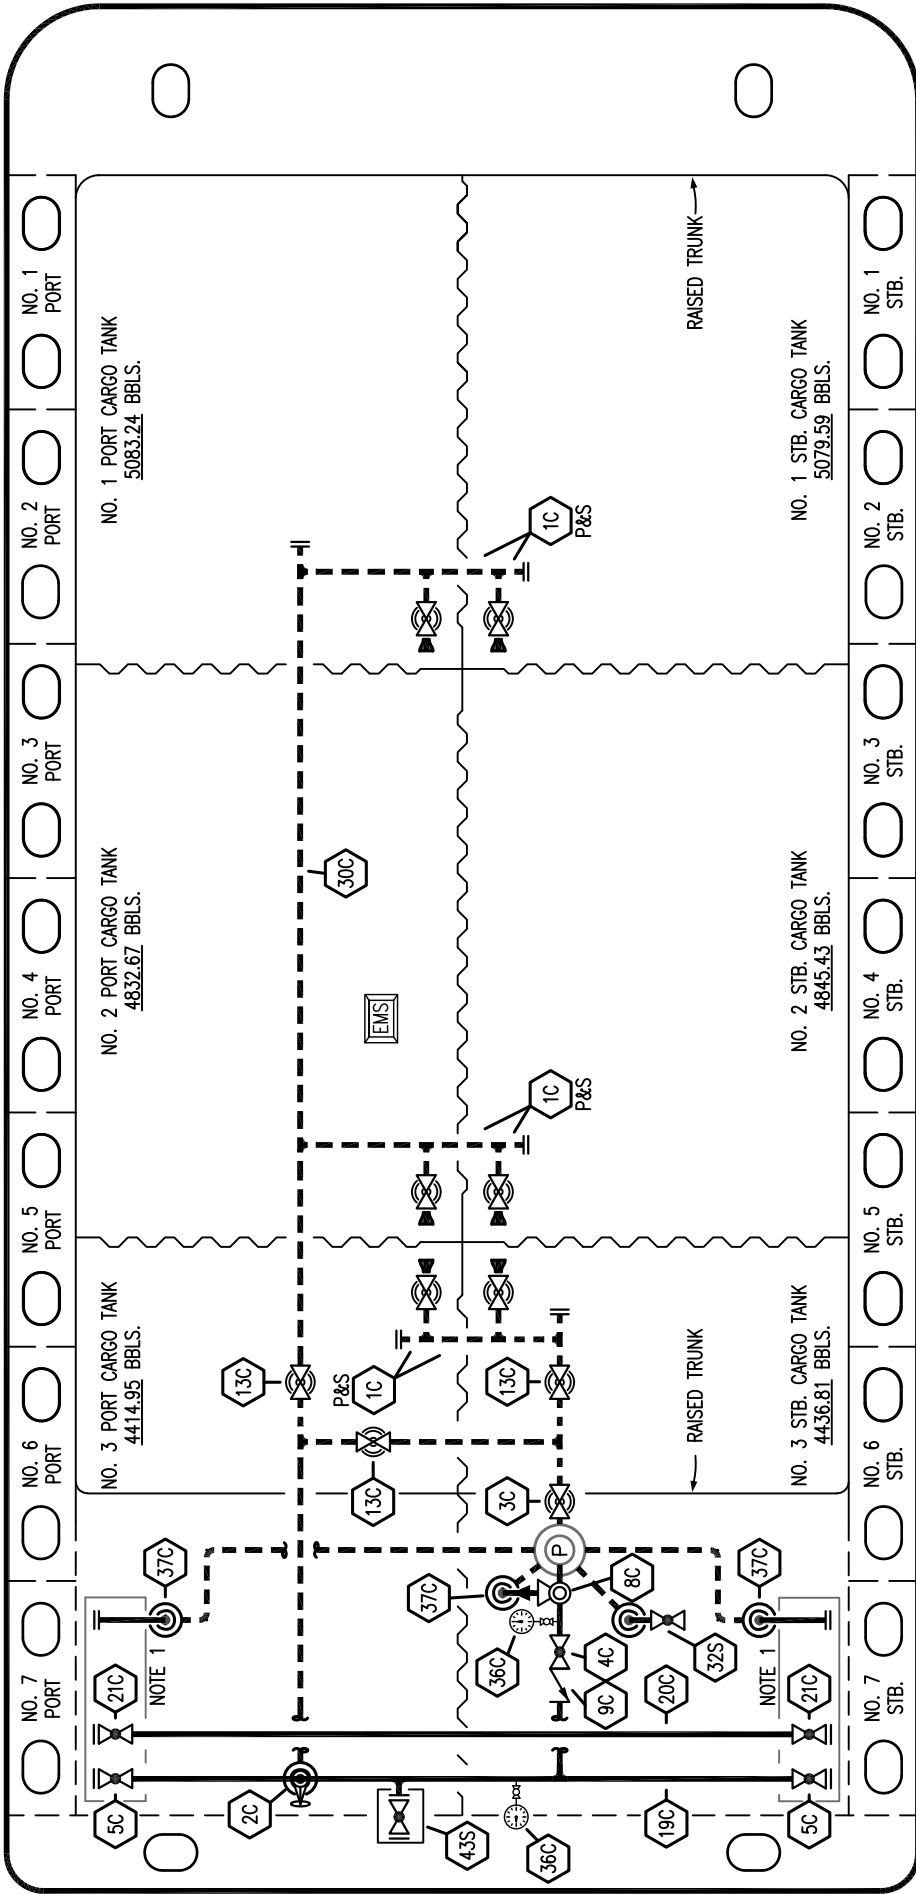 NO. 1
PORT
NO. 2
PORT
NO. 3
PORT
NO. 4
PORT
NO. 5
PORT
NO. 6
PORT
NO. 7
PORT
NO. 1 PORT CARGO TANK
5083.24 BBLS.
NO. 2 PORT CARGO TANK
4832.67 BBLS.
NO. 3 PORT CARGO TANK
4414.95 BBLS.
RAISED TRUNK
1C
P&S
30C
EMS
1C
P&S
13C
P&S
1C
13C
13C
3C
RAISED TRUNK
37C
NOTE 1
21C
5C
2C
43S
36C
19C
20C
36C
37C
P
8C
4C
9C
32S
37C
NOTE 1
21C
5C
NO. 1 STB. CARGO TANK
5079.59 BBLS.
NO. 2 STB. CARGO TANK
4845.43 BBLS.
NO. 3 STB. CARGO TANK
4436.81 BBLS.
NO. 1
STB.
NO. 2
STB.
NO. 3
STB.
NO. 4
STB.
NO. 5
STB.
NO. 6
STB.
NO. 7
STB.